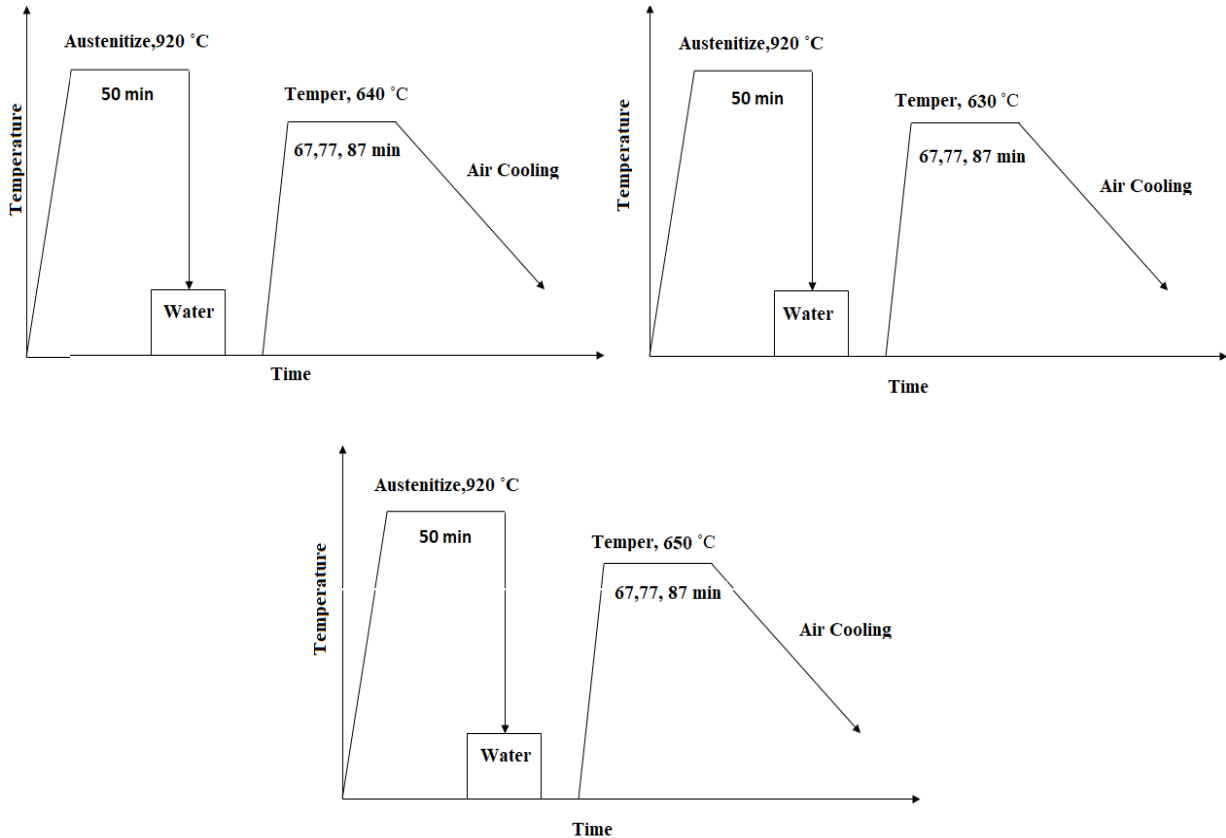 Austenitize,920 ˚C
50 min
Temper, 640 ˚C
67,77, 87 min
Air Cooling
Water
Temperature
Time
Austenitize,920 ˚C
50 min
Temper, 630 ˚C
67,77, 87 min
Air Cooling
Water
Temperature
Time
Austenitize,920 ˚C
50 min
Temper, 650 ˚C
67,77, 87 min
Air Cooling
Water
Temperature
Time